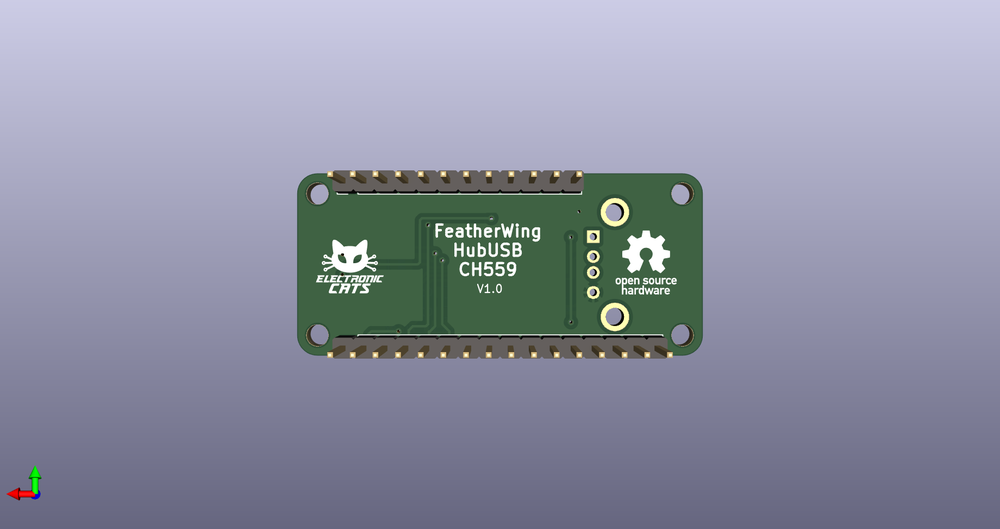 FeatherWing
HubUSB
CH559
V1.0
ELECTRONIC
CATS
open source
hardware